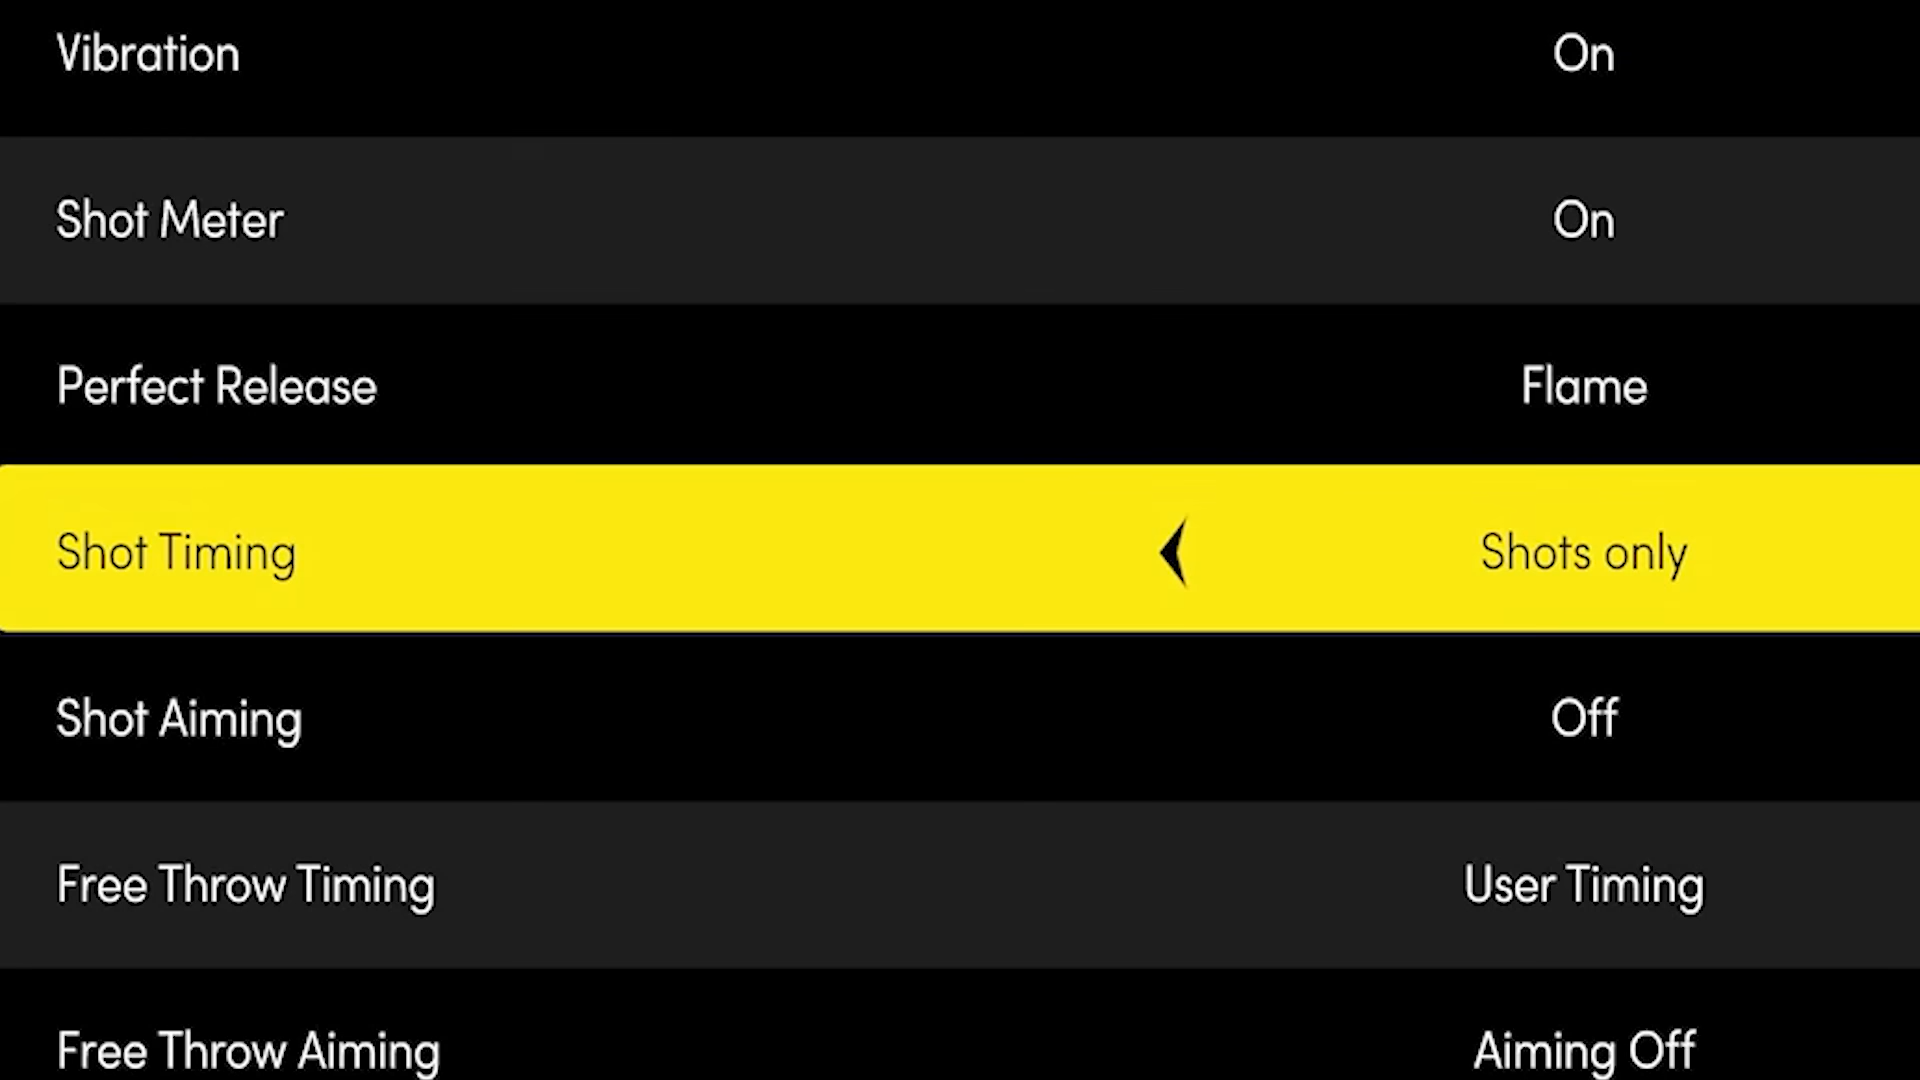 Vibration On
Shot Meter On
Perfect Release Flame
Shot Timing Shots only
Shot Aiming Off
Free Throw Timing User Timing
Free Throw Aiming Aiming Off